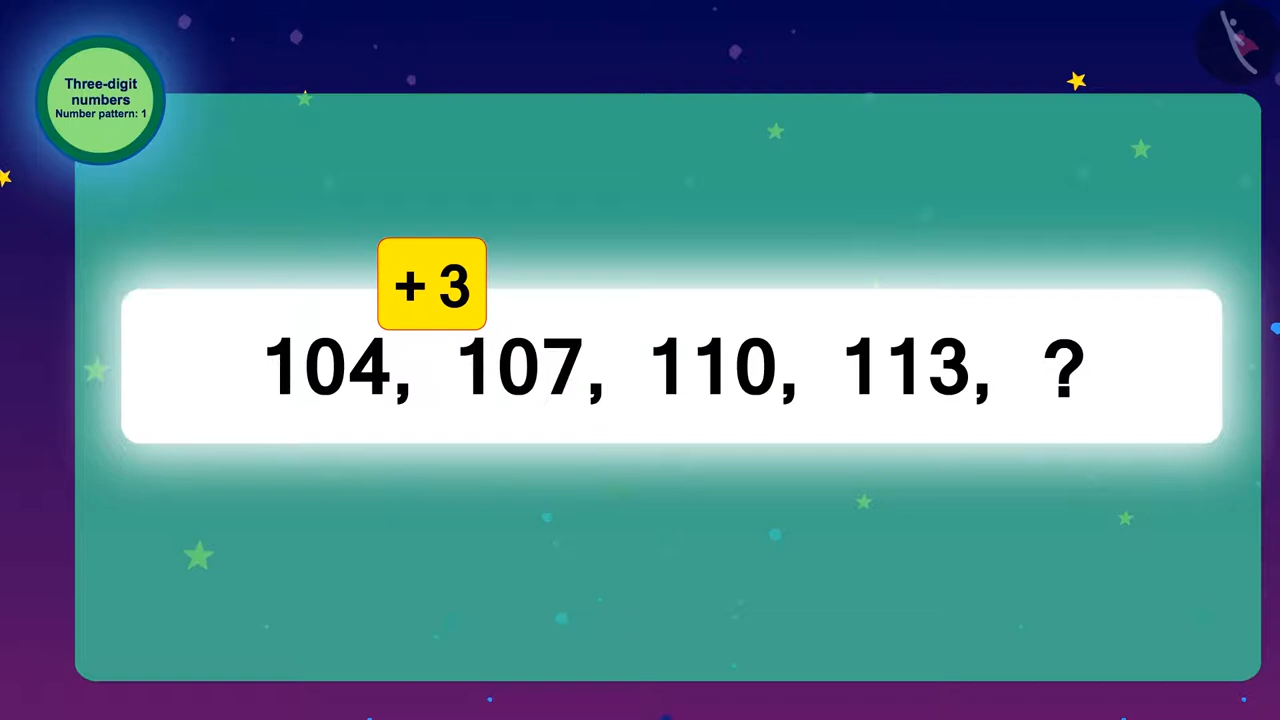 Three-digit
numbers
Number pattern: 1
+ 3
104, 107, 110, 113, ?